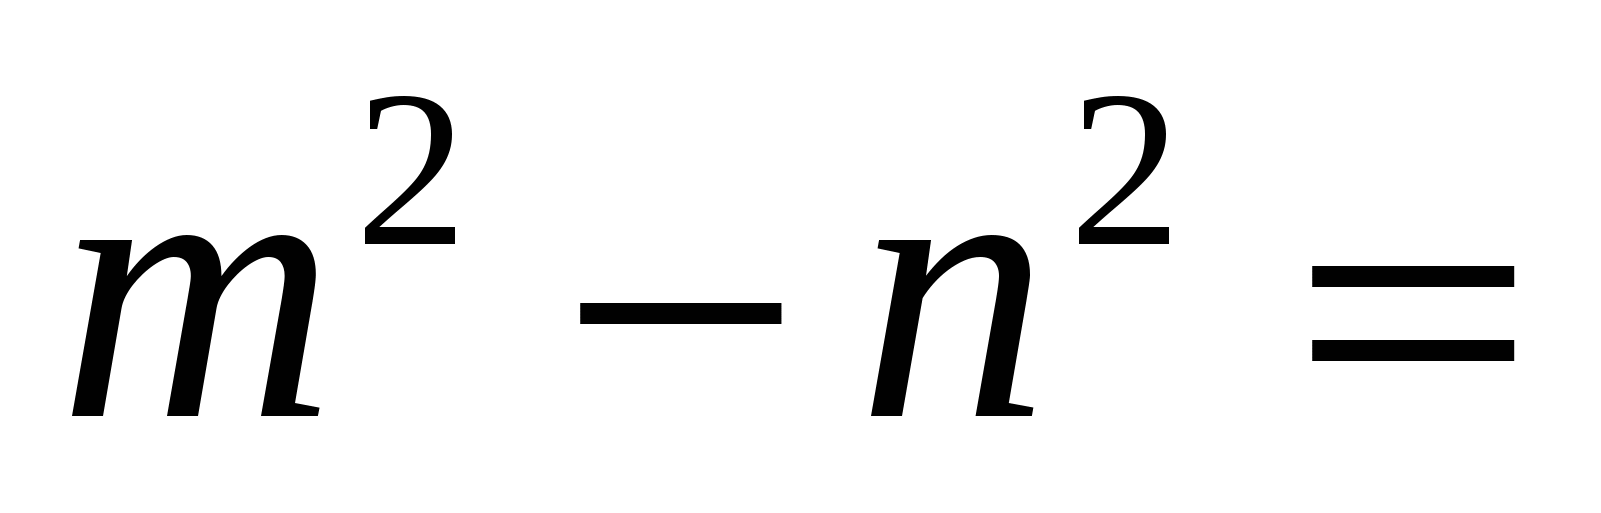 m² − n² =